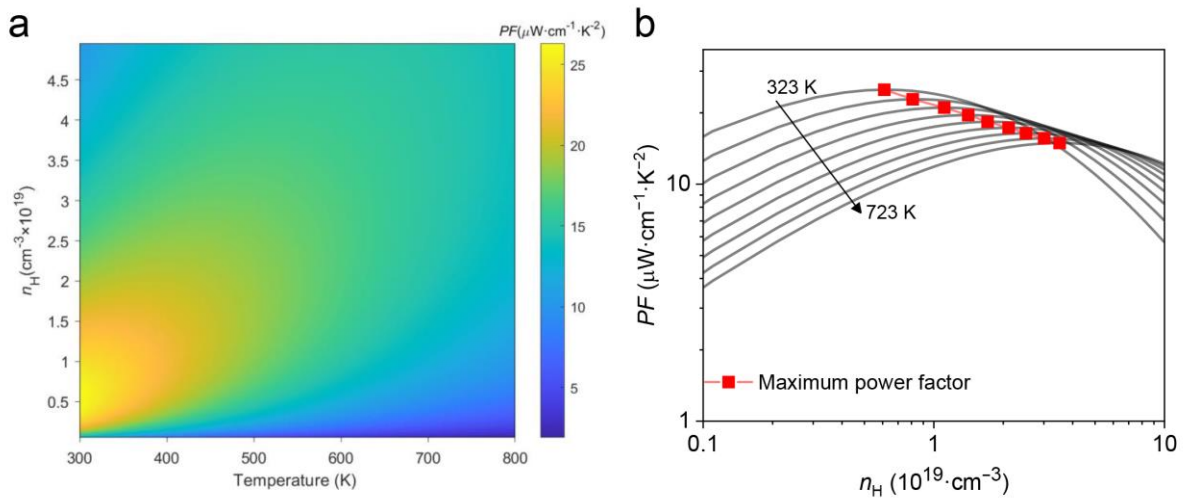 a
PF(μW·cm⁻¹·K⁻²)
4.5
4
3.5
3
2.5
2
1.5
1
0.5
n_H(cm⁻³×10¹⁹)
300
400
500
600
700
800
Temperature (K)
25
20
15
10
5
b
323 K
723 K
Maximum power factor
PF (μW·cm⁻¹·K⁻²)
10
1
0.1
1
10
n_H (10¹⁹·cm⁻³)